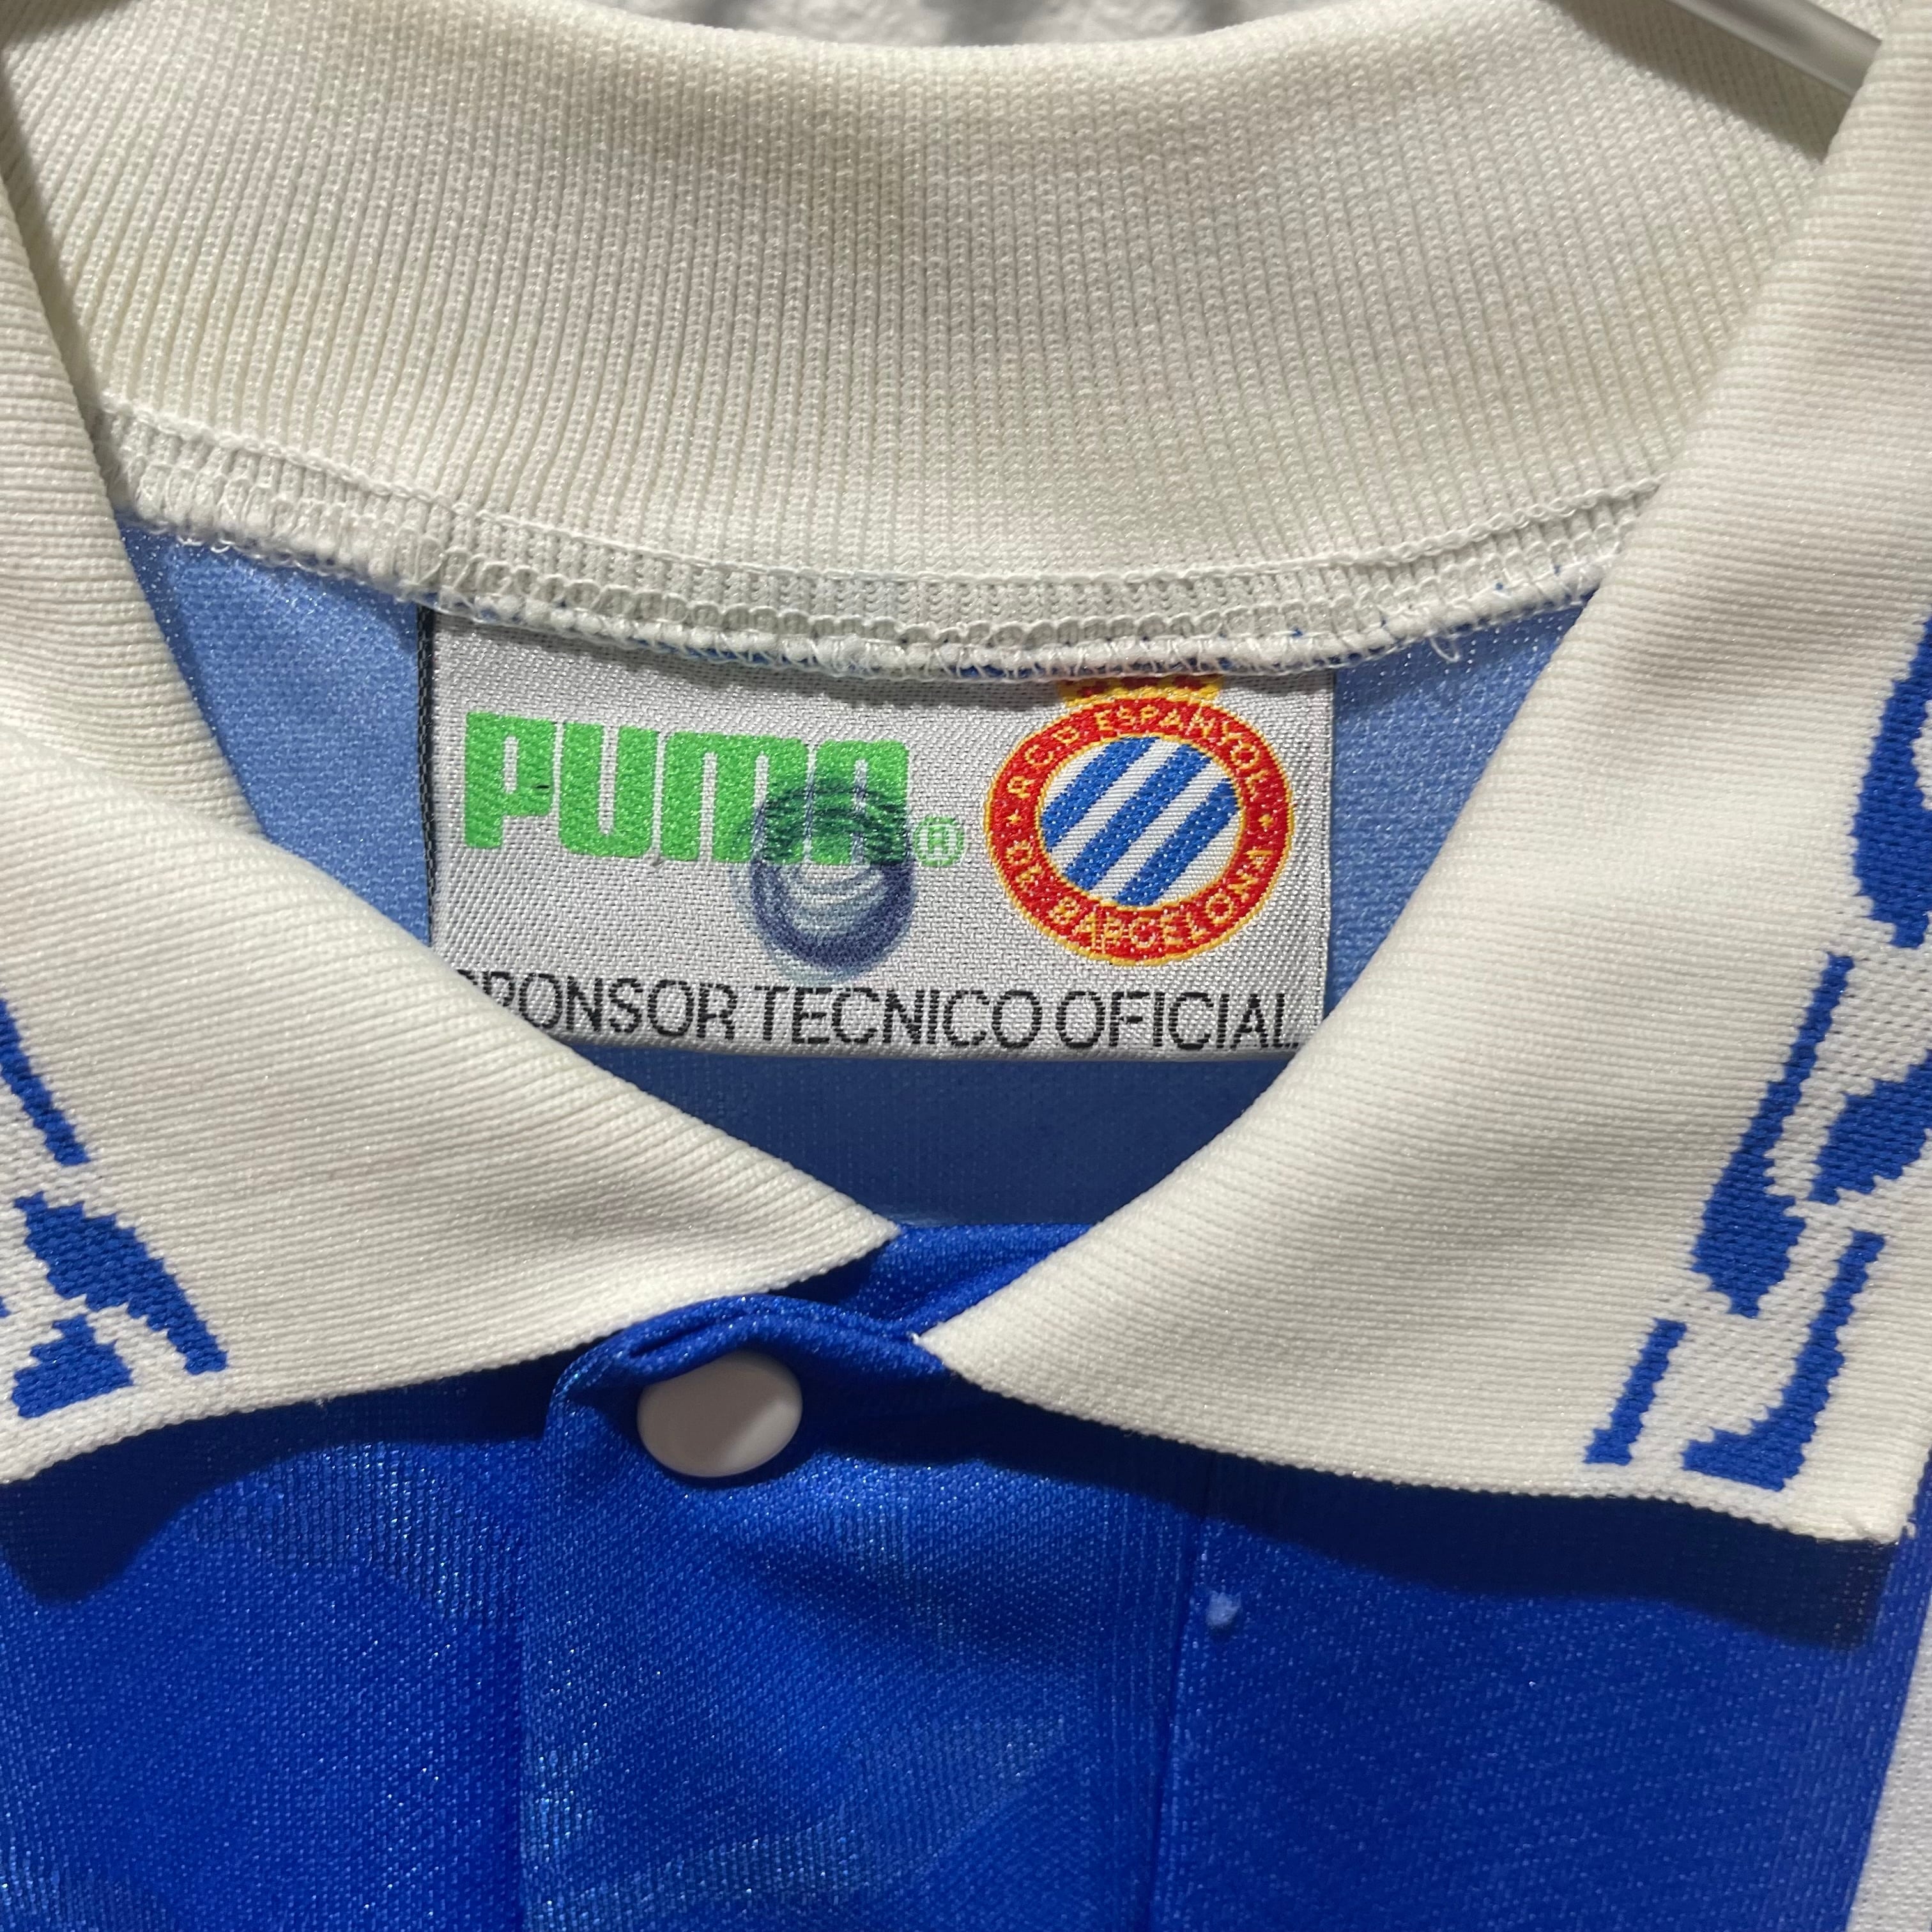 PUMA®
R.C.D. ESPANYOL
DE BARCELONA
SPONSOR TECNICO OFICIAL